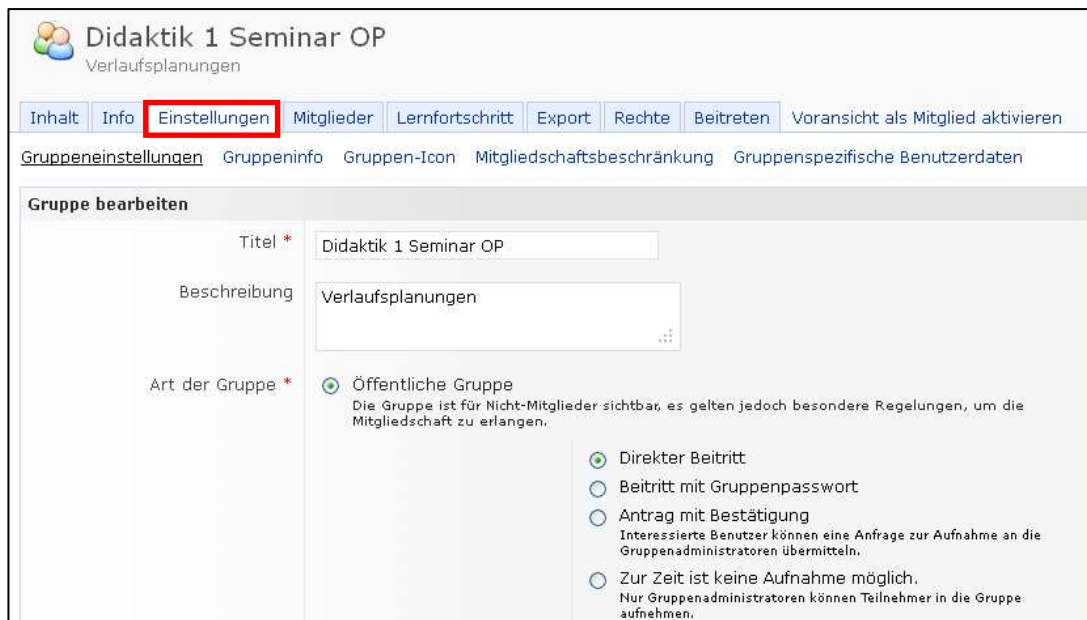 Didaktik 1 Seminar OP
Verlaufsplanungen
Inhalt Info Einstellungen Mitglieder Lernfortschritt Export Rechte Beitreten Voransicht als Mitglied aktivieren
Gruppeneinstellungen Gruppeninfo Gruppen-Icon Mitgliedschaftsbeschränkung Gruppenspezifische Benutzerdaten
Gruppe bearbeiten
Titel * Didaktik 1 Seminar OP
Beschreibung Verlaufsplanungen
Art der Gruppe * Öffentliche Gruppe
Die Gruppe ist für Nicht-Mitglieder sichtbar, es gelten jedoch besondere Regelungen, um die
Mitgliedschaft zu erlangen.
Direkter Beitritt
Beitritt mit Gruppenpasswort
Antrag mit Bestätigung
Interessierte Benutzer können eine Anfrage zur Aufnahme an die
Gruppenadministratoren übermitteln.
Zur Zeit ist keine Aufnahme möglich.
Nur Gruppenadministratoren können Teilnehmer in die Gruppe
aufnehmen.